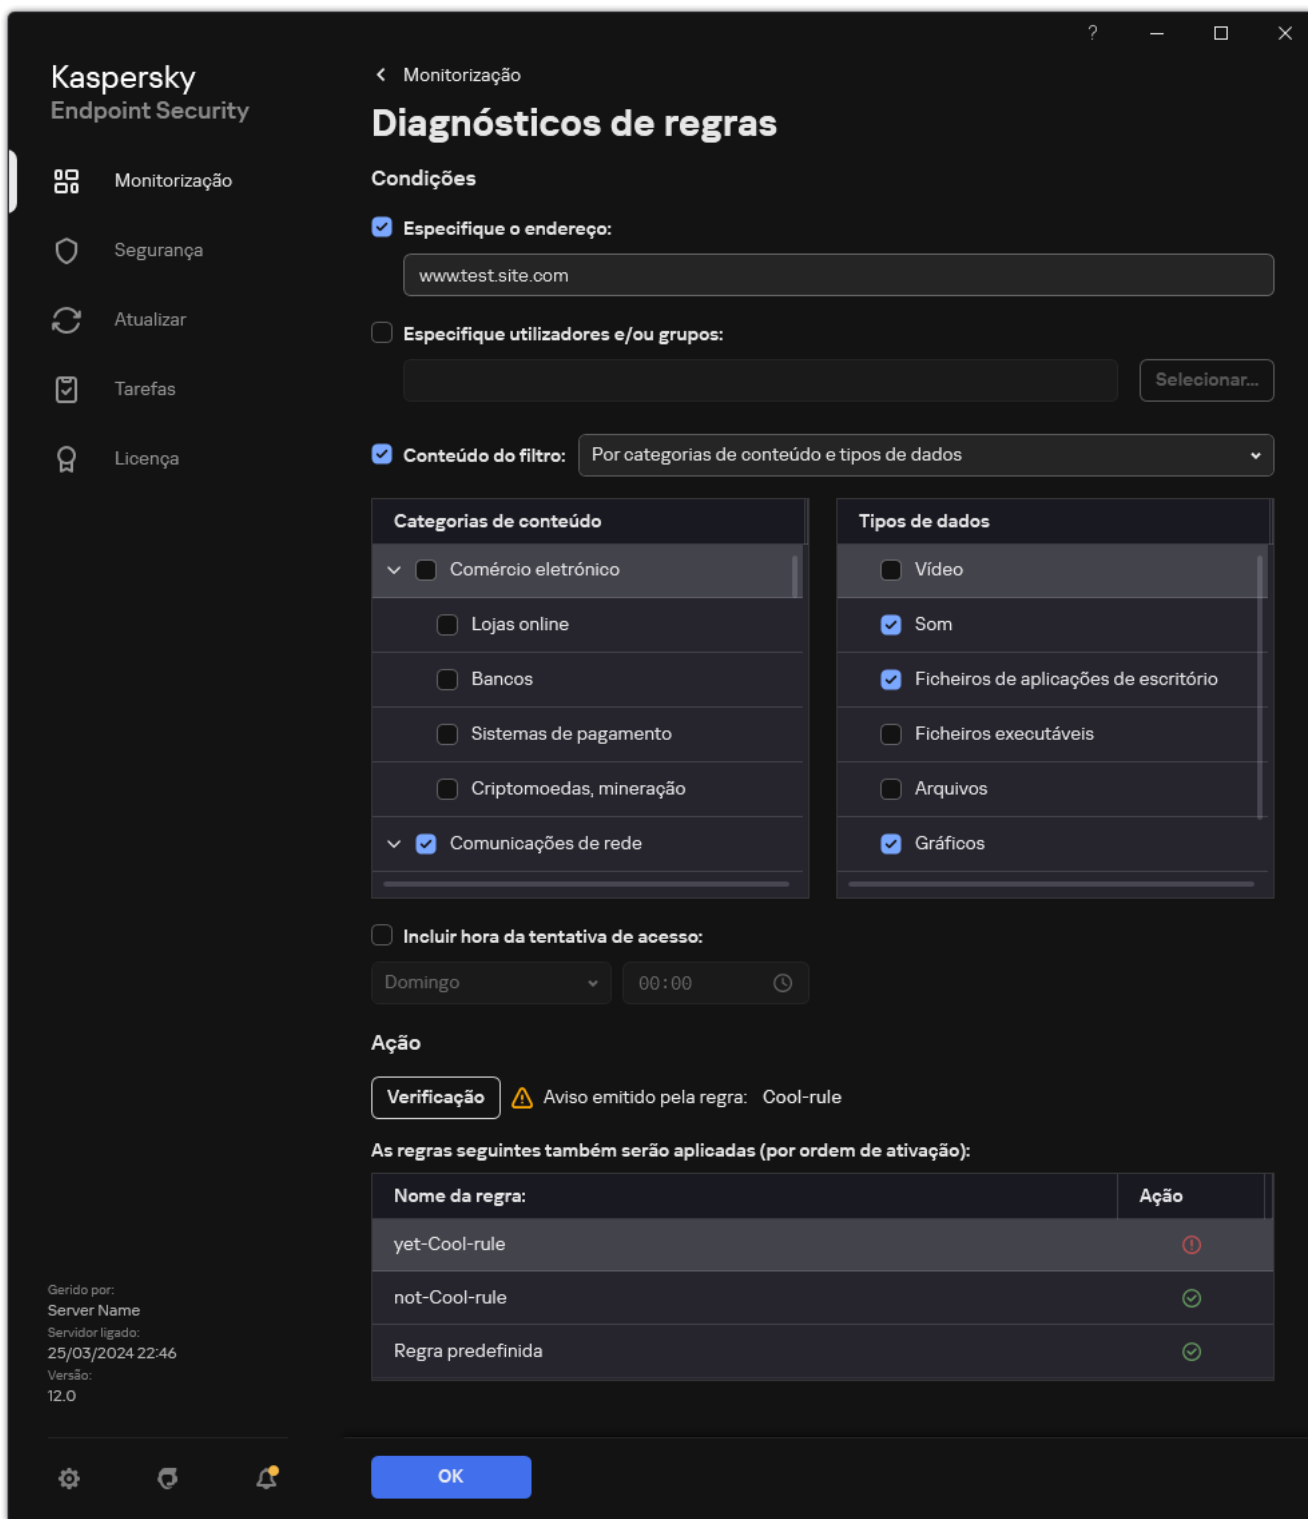 ?
Kaspersky
Endpoint Security
Monitorização
Segurança
Atualizar
Tarefas
Licença
Gerido por:
Server Name
Servidor ligado:
25/03/2024 22:46
Versão:
12.0
Monitorização
Diagnósticos de regras
Condições
Especifique o endereço:
www.test.site.com
Especifique utilizadores e/ou grupos:
Selecionar...
Conteúdo do filtro: Por categorias de conteúdo e tipos de dados
Categorias de conteúdo
Comércio eletrónico
Lojas online
Bancos
Sistemas de pagamento
Criptomoedas, mineração
Comunicações de rede
Tipos de dados
Vídeo
Som
Ficheiros de aplicações de escritório
Ficheiros executáveis
Arquivos
Gráficos
Incluir hora da tentativa de acesso:
Domingo 00:00
Ação
Verificação Aviso emitido pela regra: Cool-rule
As regras seguintes também serão aplicadas (por ordem de ativação):
Nome da regra: Ação
yet-Cool-rule
not-Cool-rule
Regra predefinida
OK